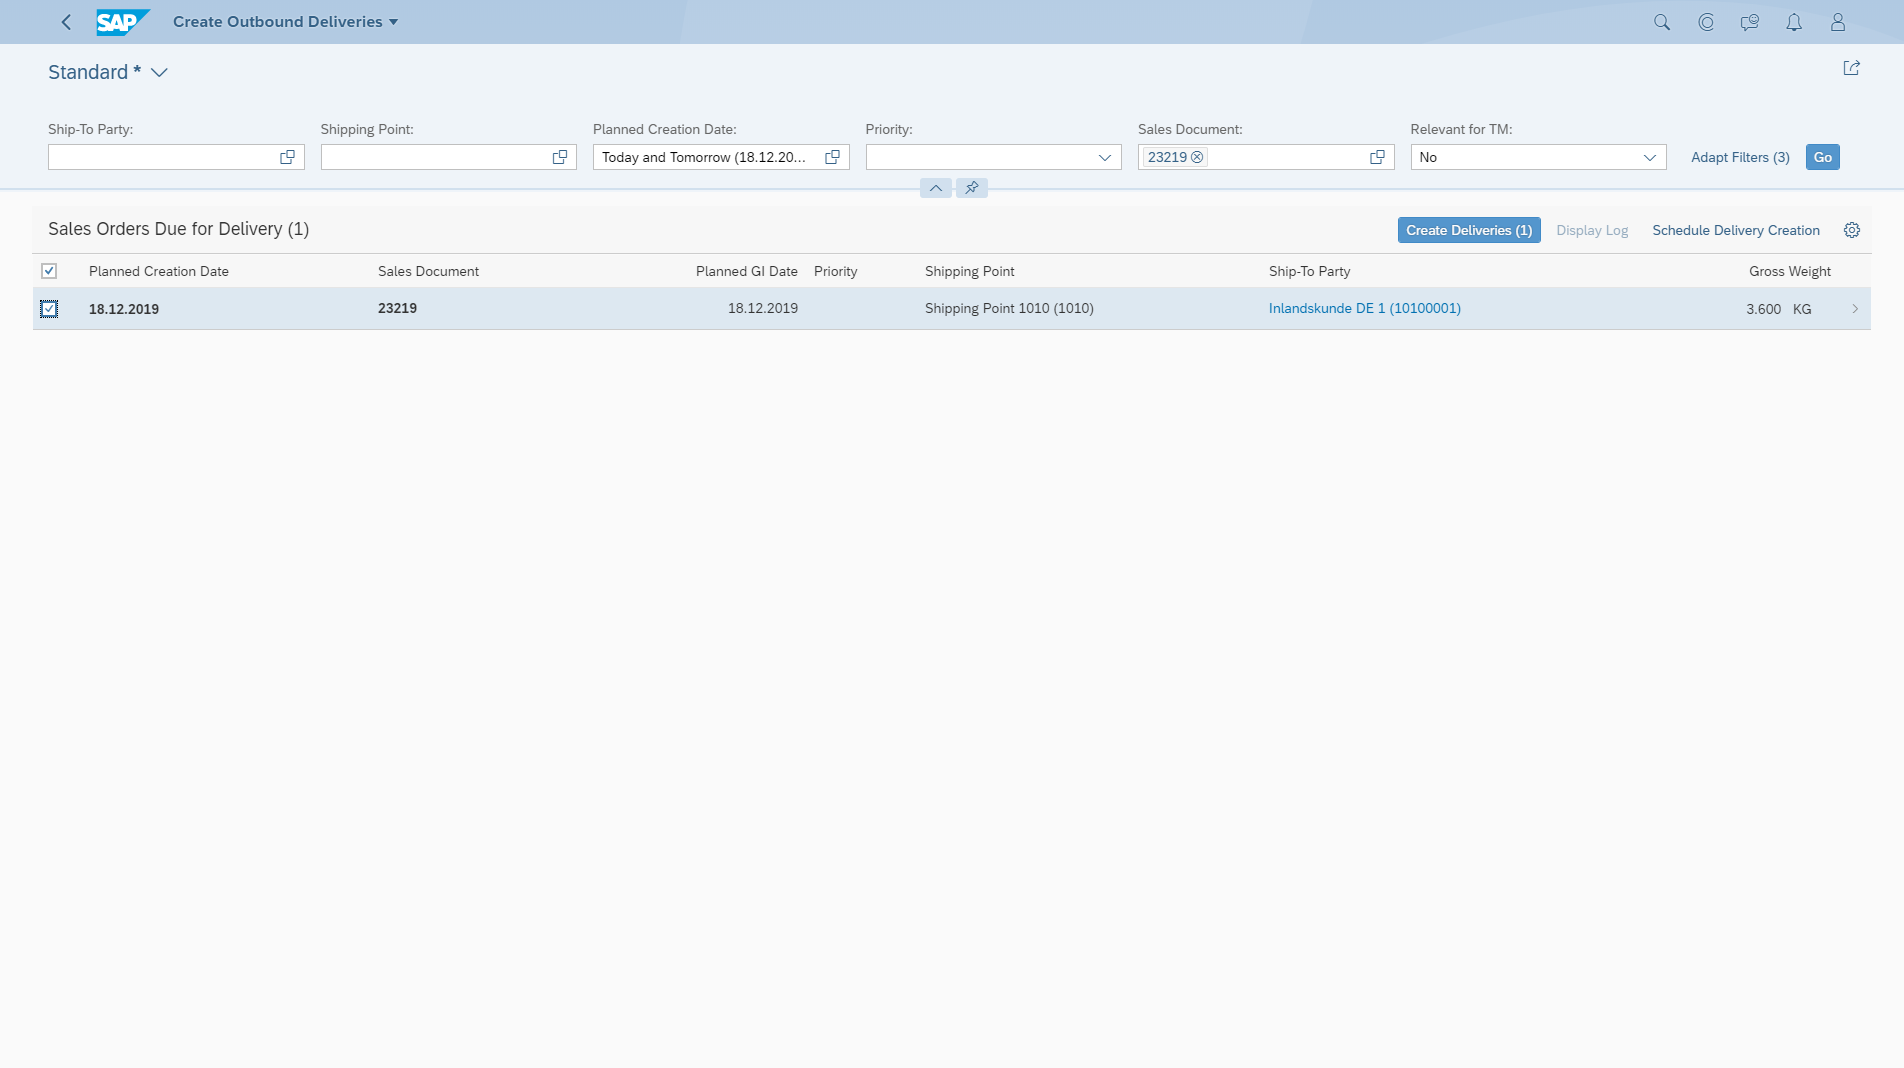 SAP
Create Outbound Deliveries
Standard *
Ship-To Party:
Shipping Point:
Planned Creation Date:
Priority:
Sales Document:
Relevant for TM:
Today and Tomorrow (18.12.20...
23219
No
Adapt Filters (3)
Go
Sales Orders Due for Delivery (1)
Create Deliveries (1)
Display Log
Schedule Delivery Creation
Planned Creation Date
Sales Document
Planned GI Date
Priority
Shipping Point
Ship-To Party
Gross Weight
18.12.2019
23219
18.12.2019
Shipping Point 1010 (1010)
Inlandskunde DE 1 (10100001)
3.600 KG